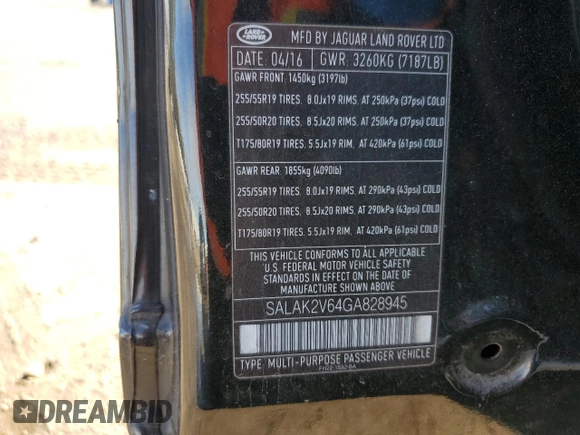 LAND ROVER
MFD BY JAGUAR LAND ROVER LTD
DATE 04/16 GWR: 3260KG (7187LB)
GAWR FRONT 1450kg (3197lb)
255/55R19 TIRES. 8.0Jx19 RIMS. AT 250kPa (37psi) COLD
255/50R20 TIRES. 8.5Jx20 RIMS, AT 250kPa (37psi) COLD
T175/80R19 TIRES. 5.5Jx19 RIM, AT 420kPa (61psi) COLD
GAWR REAR. 1855kg (4090lb)
255/55R19 TIRES. 8.0Jx19 RIMS, AT 290kPa (43psi) COLD
255/50R20 TIRES. 8.5Jx20 RIMS, AT 290kPa (43psi) COLD
T175/80R19 TIRES. 5.5Jx19 RIM, AT 420kPa (61psi) COLD
THIS VEHICLE CONFORMS TO ALL APPLICABLE
U.S. FEDERAL MOTOR VEHICLE SAFETY
STANDARDS IN EFFECT ON THE DATE OF
MANUFACTURE SHOWN ABOVE
SALAK2V64GA828945
TYPE: MULTI-PURPOSE PASSENGER VEHICLE
DREAMBID